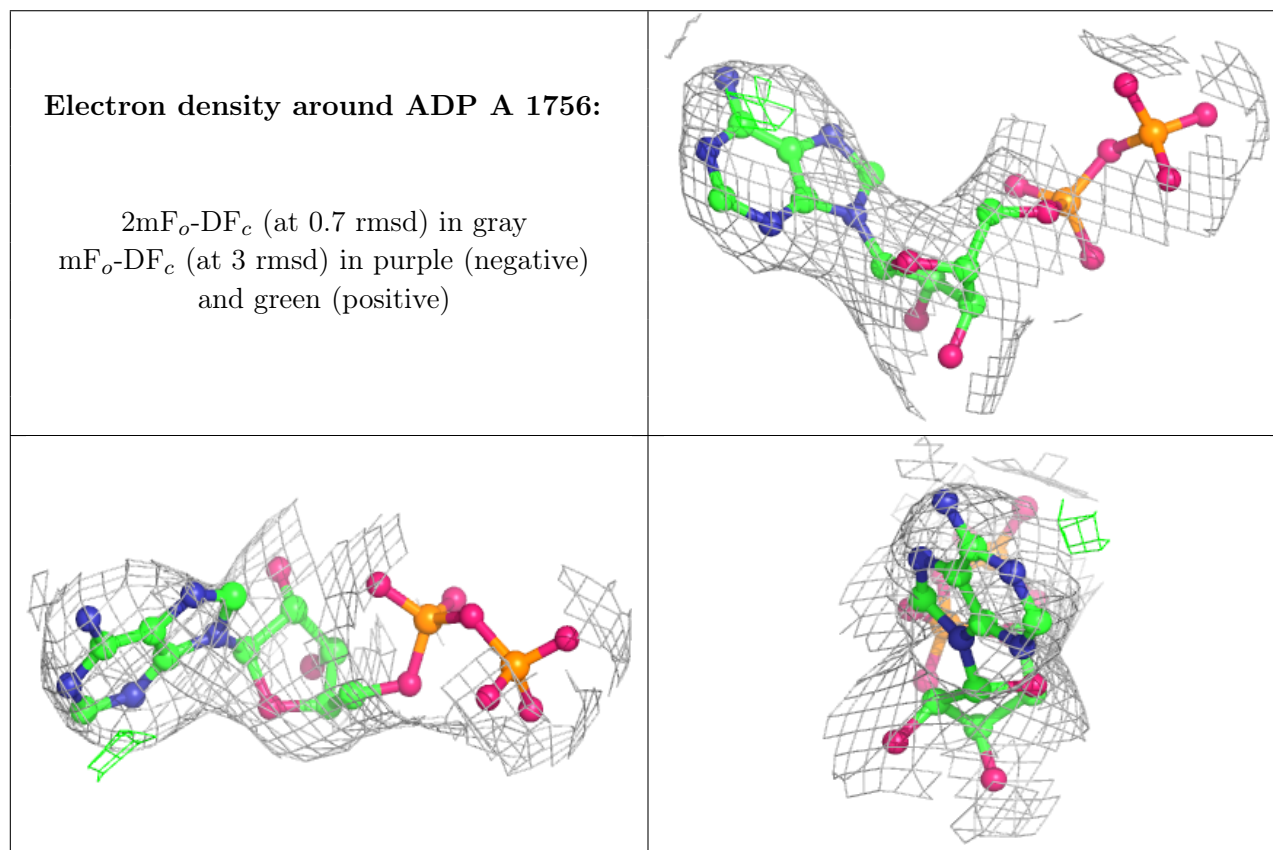 Electron density around ADP A 1756:
2mFo-DFc (at 0.7 rmsd) in gray
mFo-DFc (at 3 rmsd) in purple (negative)
and green (positive)